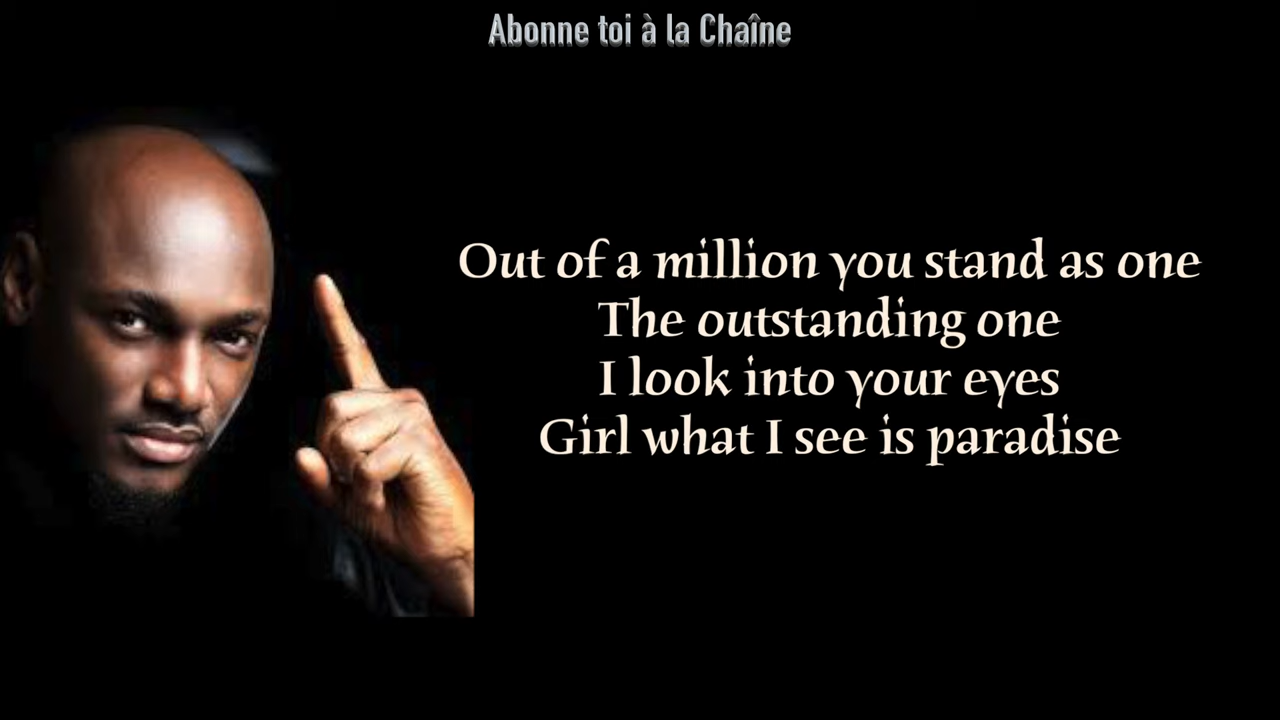 Abonne toi à la Chaîne
Out of a million you stand as one
The outstanding one
I look into your eyes
Girl what I see is paradise